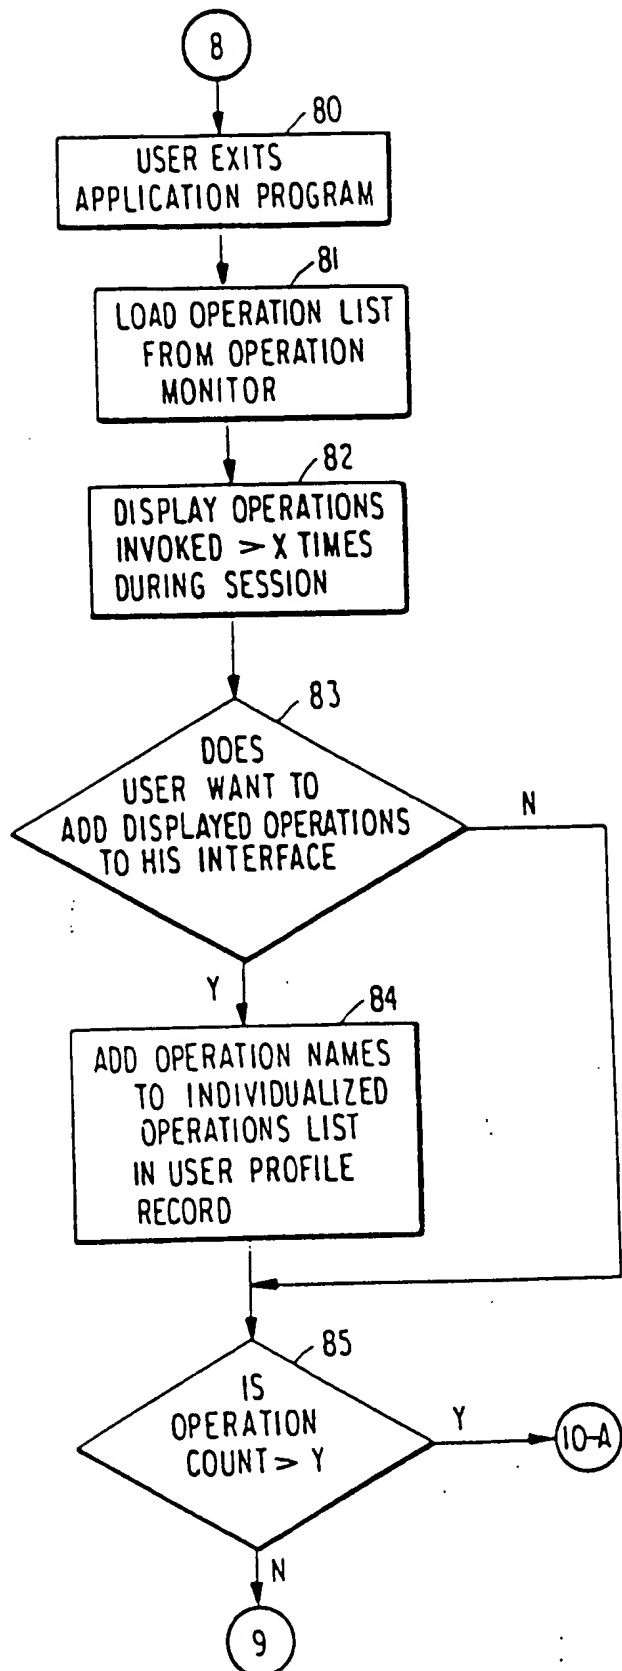 8
80
USER EXITS
APPLICATION PROGRAM
81
LOAD OPERATION LIST
FROM OPERATION
MONITOR
82
DISPLAY OPERATIONS
INVOKED > X TIMES
DURING SESSION
83
DOES
USER WANT TO
ADD DISPLAYED OPERATIONS
TO HIS INTERFACE
N
Y
84
ADD OPERATION NAMES
TO INDIVIDUALIZED
OPERATIONS LIST
IN USER PROFILE
RECORD
85
IS
OPERATION
COUNT > Y
Y
10-A
N
9